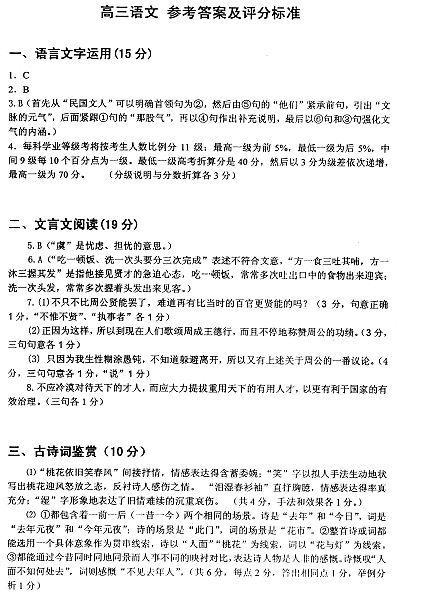 高三语文 参考答案及评分标准
一、语言文字运用(15 分)
1. C
2. B
3. B(首先从“民国文人”可以明确首领句为②，然后由⑤句的“他们”紧承前句，引出“文
脉的元气”，后面紧跟①句的“那股气”，再以④句作出补充说明，最后以⑥句和③句强化文
气的内涵。)
4. 每科学业等级考将按考生人数比例分 11 级；最高一级为前 5%，最低一级为后 5%，中
间 9 级每 10 个百分点为一级。最低一级高考折算分是 40 分，然后以 3 分为级差依次递增，
最高一级为 70 分。 （分级说明与分数折算各 3 分）
二、文言文阅读(19 分)
5. B (“虞”是忧虑、担忧的意思。)
6. A (“吃一顿饭、洗一次头要分三次完成”表述不符合文意，“方一食三吐其哺，方一
沐三握其发”是指他接见贤才的急迫心态，吃一顿饭，常常多次吐出口中的食物出来迎宾；
洗一次头发，常常多次握着头发出来见客。)
7. (1)不只不比周公贤能罢了，难道再有比当时的百官更贤能的吗？（3 分，句意正确
1 分，“不惟不贤”、“执事者”各 1 分）
(2)正因为这样，所以到现在人们歌颂周成王德行，而且不停地称赞周公的功绩。(3 分，
三句句意各 1 分)
(3) 只因为我生性糊涂愚钝，不知道躲避离开，所以又有上述关于周公的一番议论。(4
分，三句句意各 1 分，“说”1 分)
8. 不应冷漠对待天下的才人，而应大力提拔重用天下的有用人才，以更有利于国家的有
效治理。(三句各 1 分)
三、古诗词鉴赏（10 分）
⑴“桃花依旧笑春风”间接抒情，情感表达得含蓄委婉；“笑”字以拟人手法生动地状
写出桃花迎风怒放之态，反衬诗人感伤之情。 “泪湿春衫袖”直抒胸臆，情感表达得率真
充分；“湿”字形象地表达了旧情难续的沉重哀伤。 （共 4 分，手法和效果各 1 分。）
⑵ ①都包含着一前一后（一昔一今）两个相同的场景。诗是“去年”和“今日”，词是
“去年元夜”和“今年元夜”；诗的场景是“此门”，词的场景是“花市”。②整首诗或词都
能选用一个具体意象作为贯串线索，诗以“人面”“桃花”为线索，词以“花与灯”为线索。
③都能通过今昔同时同地同景而人事不同的映衬对比，表达诗人物是人非的感慨。诗慨叹“人
面不知何处去”，词则感慨“不见去年人”。(共 6 分，每点 2 分，答出相同点 1 分，举例分
析 1 分)